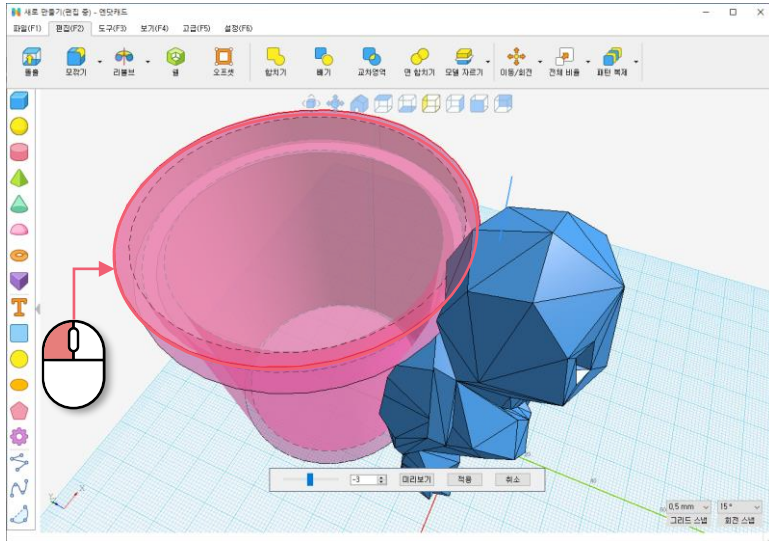 새로 만들기(편집 중) - 엔닷캐드
파일(F1) 편집(F2) 도구(F3) 보기(F4) 고급(F5) 설정(F6)
돌출 모깎기 리볼브 쉘 오프셋 합치기 빼기 교차영역 면 합치기 모델 자르기 이동/회전 전체 비율 패턴 복제
T
-3 미리보기 적용 취소
0,5 mm 15 °
그리드 스냅 회전 스냅